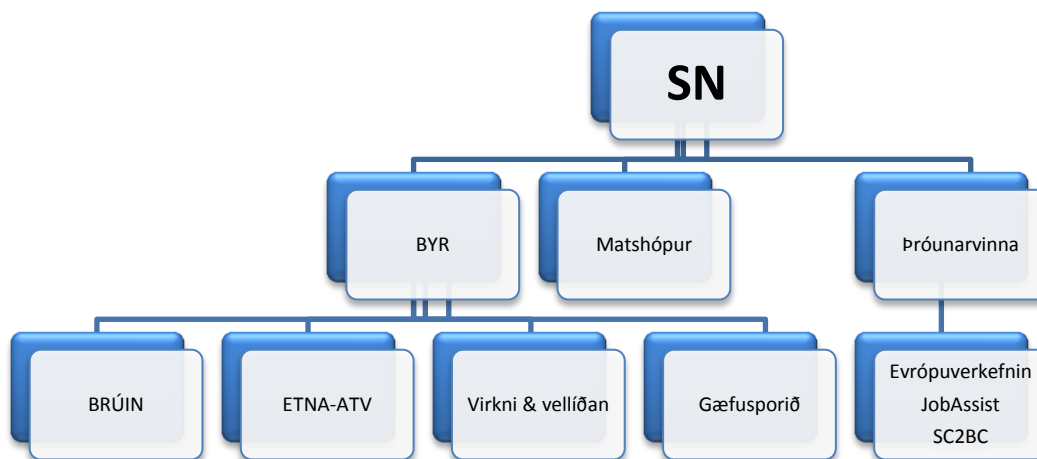 SN
BYR
Matshópur
Þróunarvinna
BRÚIN
ETNA-ATV
Virkni & vellíðan
Gæfusporið
Evrópuverkefnin
JobAssist
SC2BC